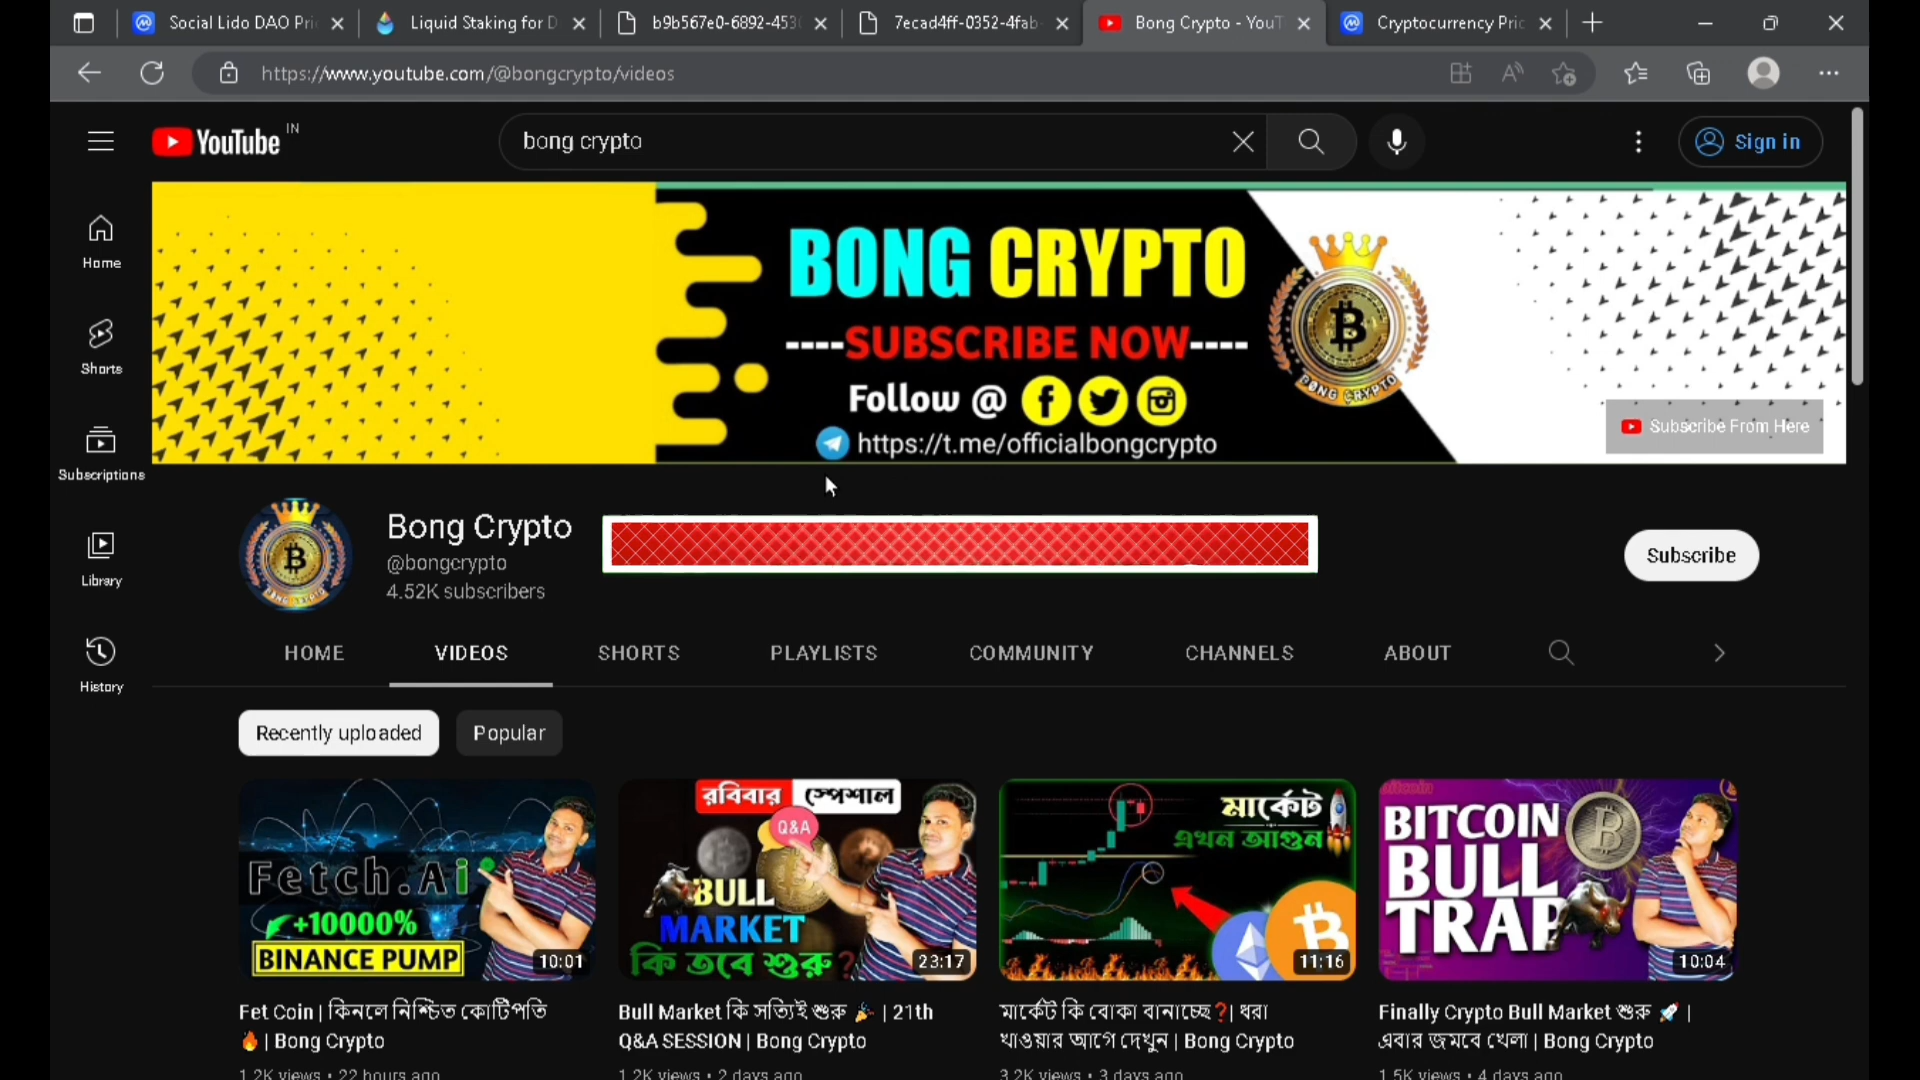 Social Lido DAO Pri
Liquid Staking for D
b9b567e0-6892-453
7ecad4ff-0352-4fab-
Bong Crypto - YouT
Cryptocurrency Pric
https://www.youtube.com/@bongcrypto/videos
YouTube IN
bong crypto
Sign in
Home
Shorts
Subscriptions
Library
History
BONG CRYPTO
----SUBSCRIBE NOW----
Follow @
https://t.me/officialbongcrypto
BONG CRYPTO
Subscribe From Here
Bong Crypto
@bongcrypto
4.52K subscribers
Subscribe
HOME VIDEOS SHORTS PLAYLISTS COMMUNITY CHANNELS ABOUT
Recently uploaded Popular
Fetch.Ai
+10000%
BINANCE PUMP
10:01
রবিবার স্পেশাল
Q&A
BULL
MARKET
কি তবে শুরু ?
23:17
মার্কেট
এখন আগুন
11:16
BITCOIN
BULL
TRAP
10:04
Fet Coin | কিনলে নিশ্চিত কোটিপতি
🔥 | Bong Crypto
1.2K views • 22 hours ago
Bull Market কি সত্যিই শুরু 🎉 | 21th
Q&A SESSION | Bong Crypto
1.2K views • 2 days ago
মার্কেট কি বোকা বানাচ্ছে ❓| ধরা
খাওয়ার আগে দেখুন | Bong Crypto
3.2K views • 3 days ago
Finally Crypto Bull Market শুরু 🚀 |
এবার জমবে খেলা | Bong Crypto
1.5K views • 4 days ago